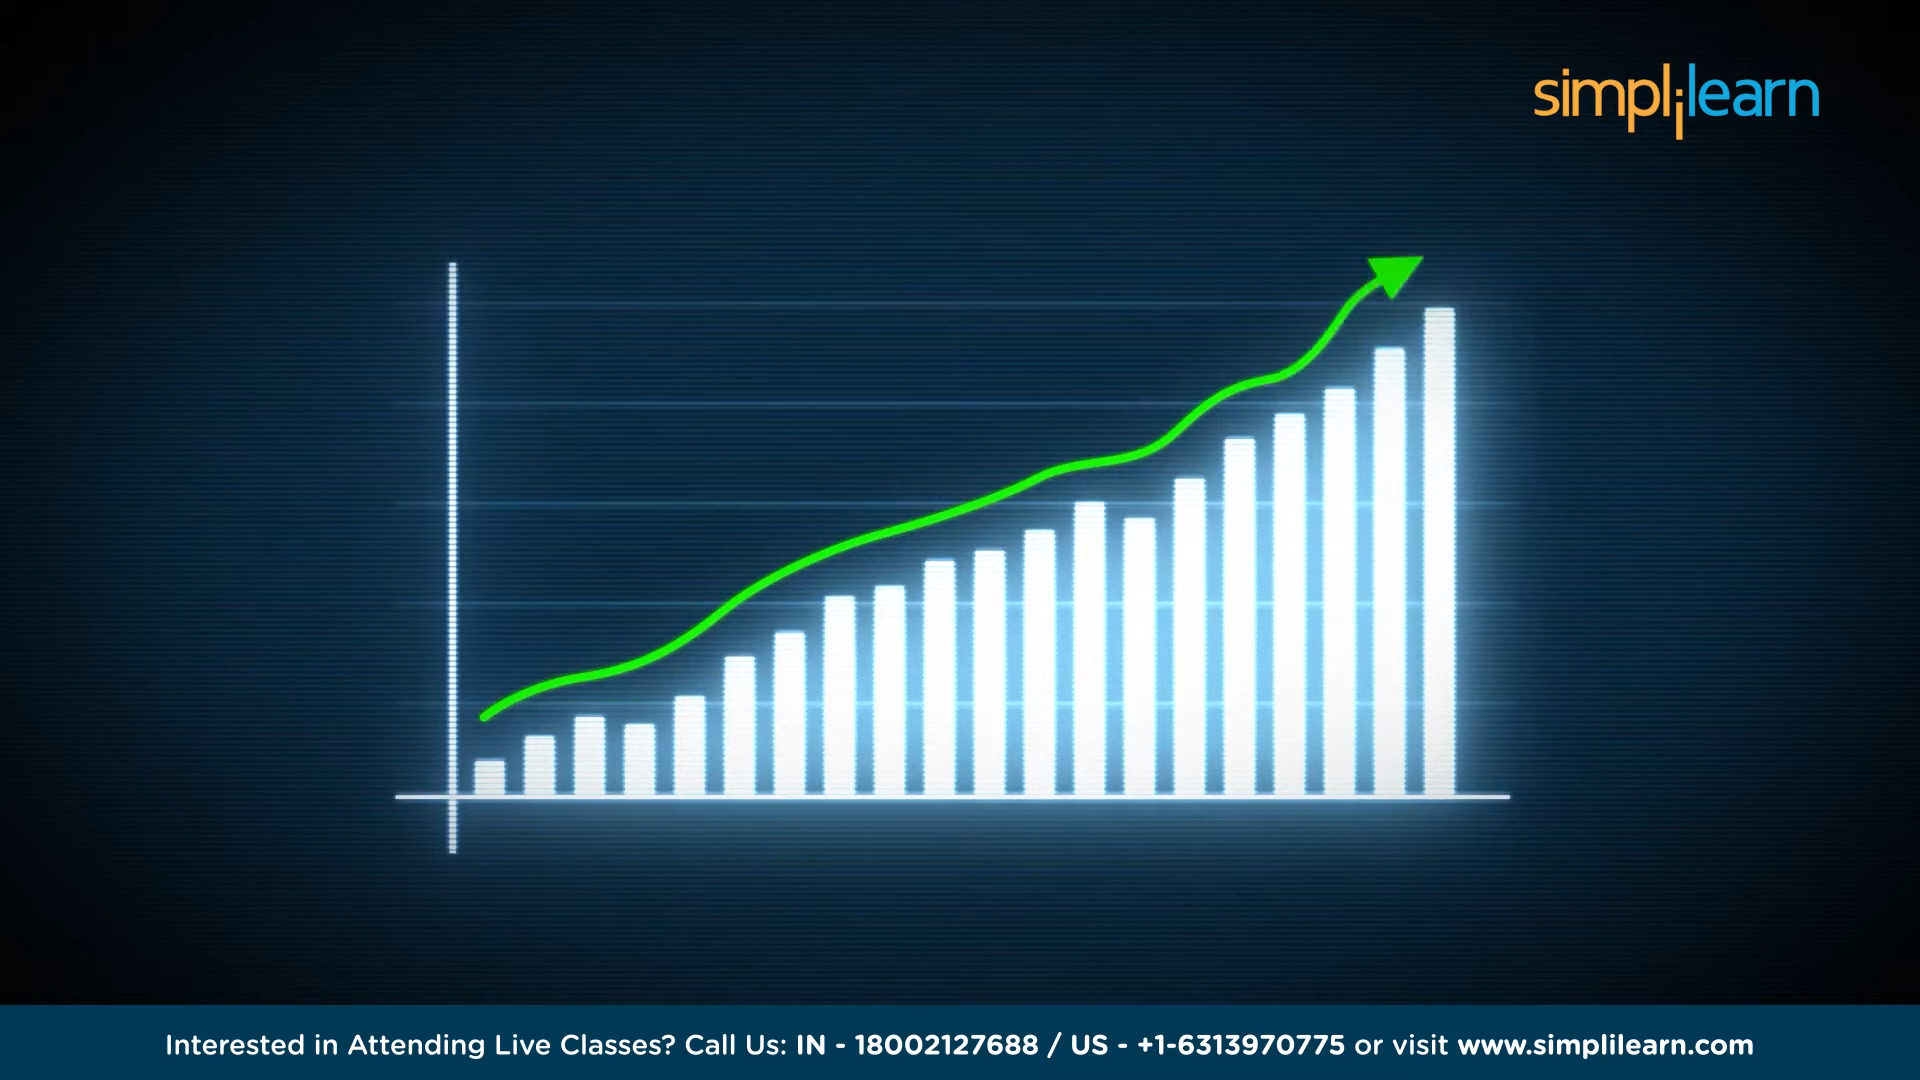 simplilearn
Interested in Attending Live Classes? Call Us: IN - 18002127688 / US - +1-6313970775 or visit www.simplilearn.com